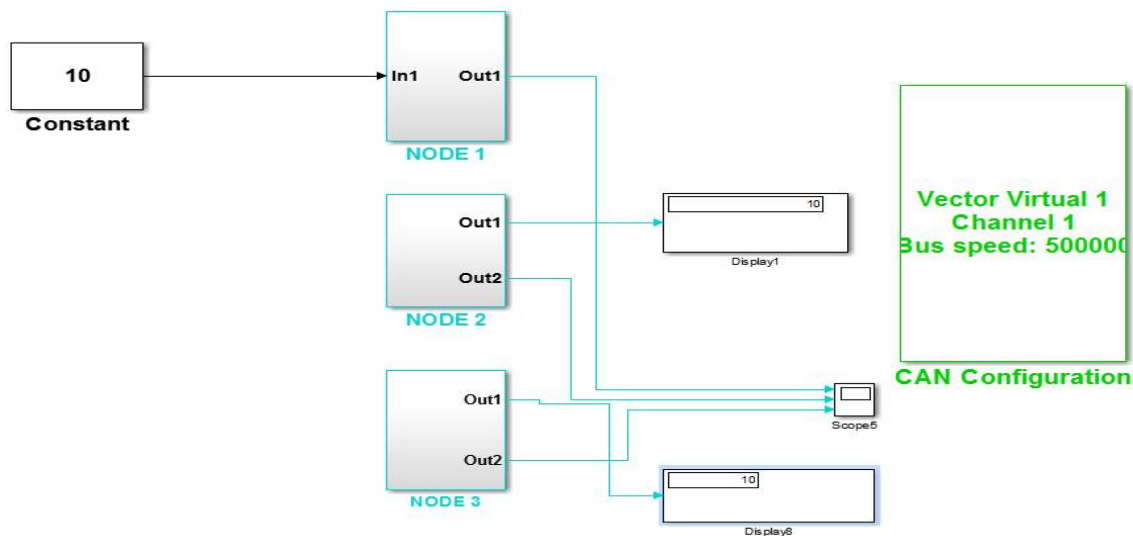 10
Constant
In1
Out1
NODE 1
Out1
Out2
NODE 2
10
Display1
Vector Virtual 1
Channel 1
Bus speed: 500000
CAN Configuration
Out1
Out2
NODE 3
Scope5
10
Display8